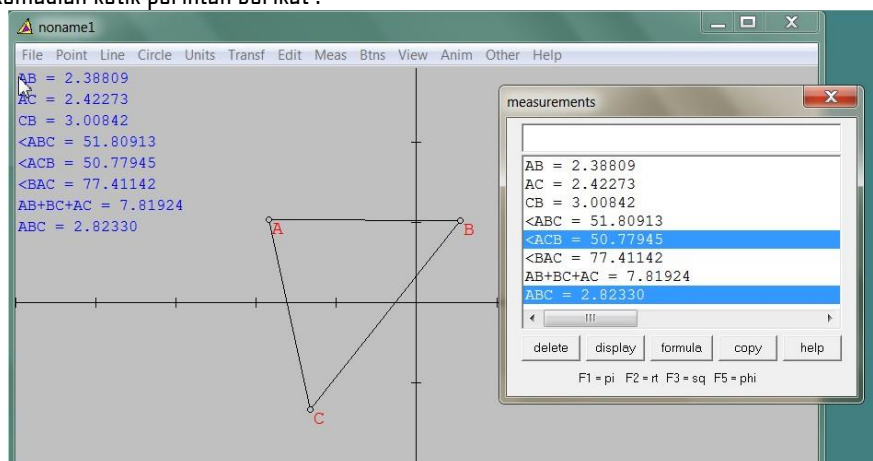 kemudian ketik perintah berikut :
noname1
File Point Line Circle Units Transf Edit Meas Btns View Anim Other Help
AB = 2.38809
AC = 2.42273
CB = 3.00842
<ABC = 51.80913
<ACB = 50.77945
<BAC = 77.41142
AB+BC+AC = 7.81924
ABC = 2.82330
A
B
C
measurements
AB = 2.38809
AC = 2.42273
CB = 3.00842
<ABC = 51.80913
<ACB = 50.77945
<BAC = 77.41142
AB+BC+AC = 7.81924
ABC = 2.82330
delete display formula copy help
F1 = pi F2 = rt F3 = sq F5 = phi